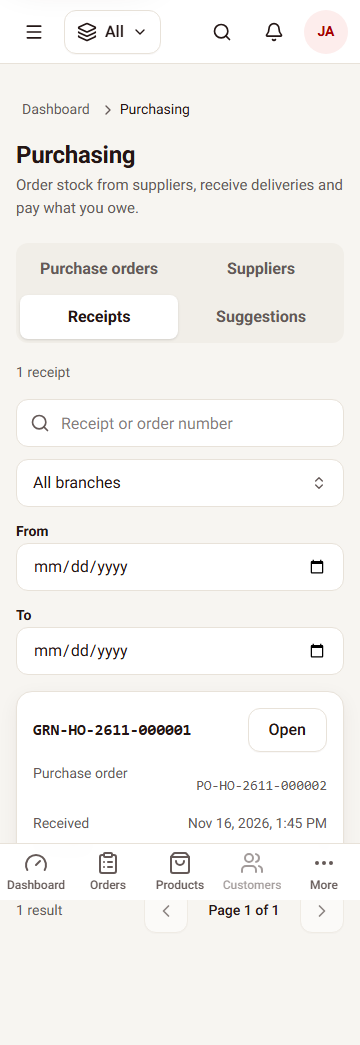 All
JA
Dashboard > Purchasing
Purchasing
Order stock from suppliers, receive deliveries and
pay what you owe.
Purchase orders Suppliers
Receipts Suggestions
1 receipt
Receipt or order number
All branches
From
mm/dd/yyyy
To
mm/dd/yyyy
GRN-HO-2611-000001 Open
Purchase order
PO-HO-2611-000002
Received Nov 16, 2026, 1:45 PM
Dashboard Orders Products Customers More
1 result Page 1 of 1